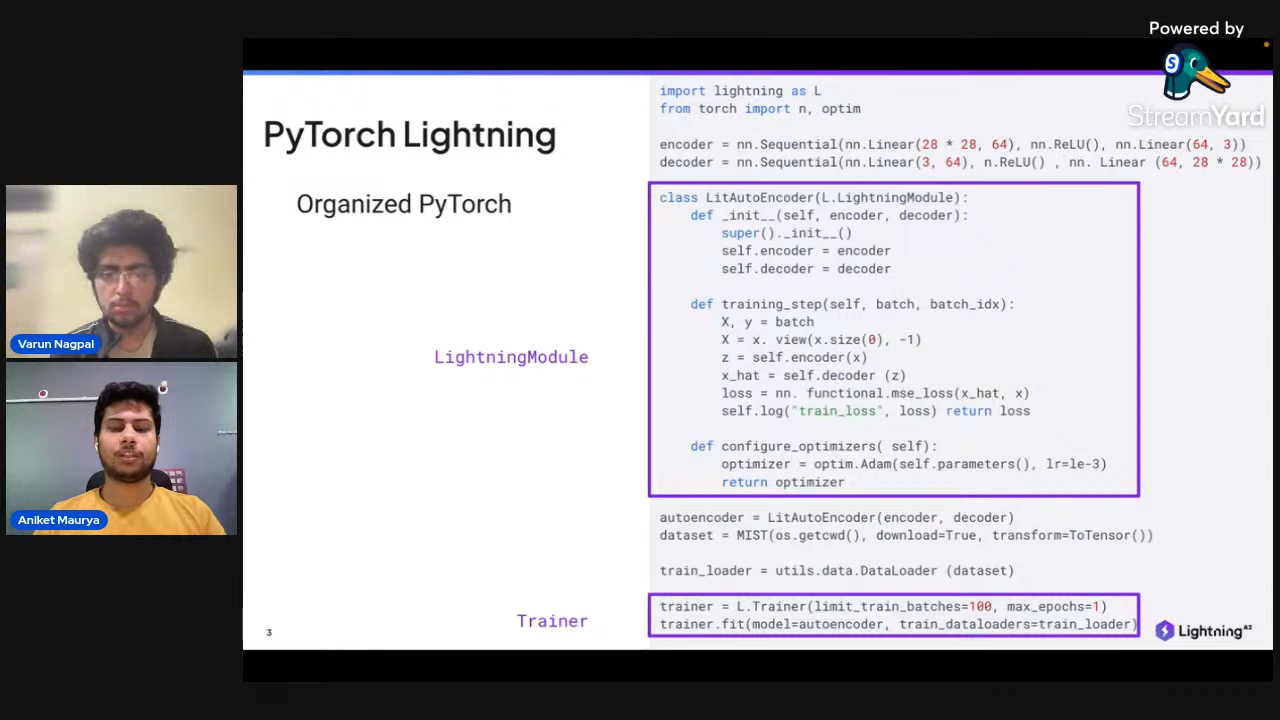 Powered by
S
StreamYard
PyTorch Lightning
Organized PyTorch
LightningModule
Trainer
3
import lightning as L
from torch import n, optim
encoder = nn.Sequential(nn.Linear(28 * 28, 64), nn.ReLU(), nn.Linear(64, 3))
decoder = nn.Sequential(nn.Linear(3, 64), n.ReLU() , nn. Linear (64, 28 * 28))
class LitAutoEncoder(L.LightningModule):
def _init__(self, encoder, decoder):
super()._init__()
self.encoder = encoder
self.decoder = decoder
def training_step(self, batch, batch_idx):
X, y = batch
X = x. view(x.size(0), -1)
z = self.encoder(x)
x_hat = self.decoder (z)
loss = nn. functional.mse_loss(x_hat, x)
self.log("train_loss", loss) return loss
def configure_optimizers( self):
optimizer = optim.Adam(self.parameters(), lr=le-3)
return optimizer
autoencoder = LitAutoEncoder(encoder, decoder)
dataset = MIST(os.getcwd(), download=True, transform=ToTensor())
train_loader = utils.data.DataLoader (dataset)
trainer = L.Trainer(limit_train_batches=100, max_epochs=1)
trainer.fit(model=autoencoder, train_dataloaders=train_loader)
Lightning AI
Varun Nagpal
Aniket Maurya